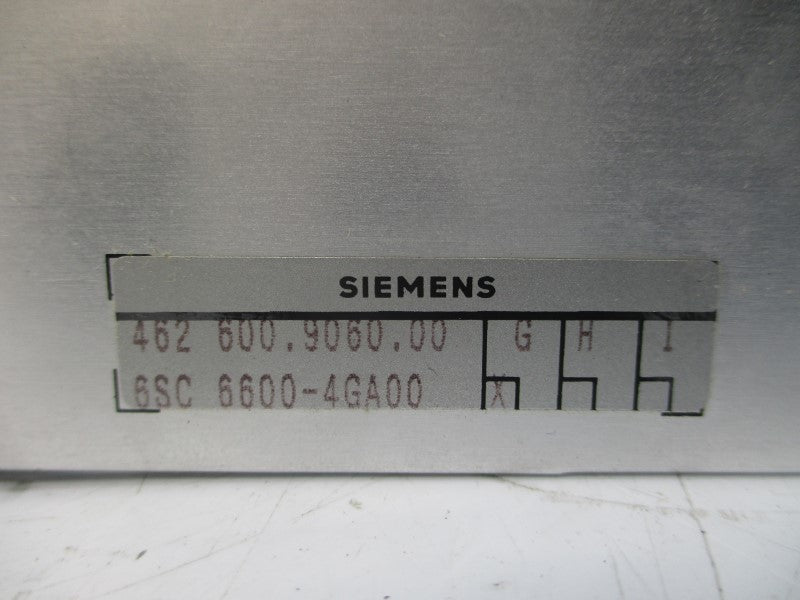 SIEMENS
462 600.9060.00 G H I
6SC 6600-4GA00 X